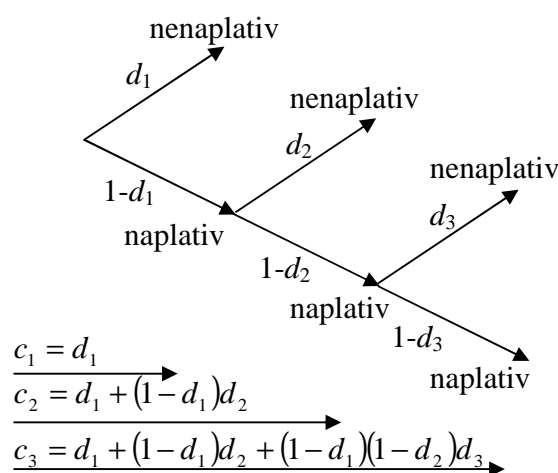 nenaplativ
d₁
nenaplativ
d₂
1-d₁
nenaplativ
naplativ
d₃
1-d₂
naplativ
1-d₃
naplativ
c₁ = d₁
c₂ = d₁ + (1 − d₁)d₂
c₃ = d₁ + (1 − d₁)d₂ + (1 − d₁)(1 − d₂)d₃